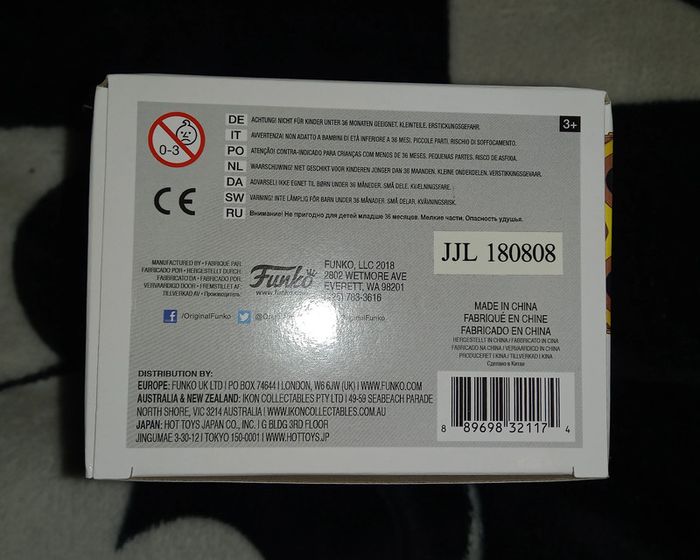 0-3
CE
DE ACHTUNG! NICHT FÜR KINDER UNTER 36 MONATEN GEEIGNET. KLEINTEILE. ERSTICKUNGSGEFAHR.
IT AVVERTENZA! NON ADATTO A BAMBINI DI ETÀ INFERIORE A 36 MESI. PICCOLE PARTI. RISCHIO DI SOFFOCAMENTO.
PO ATENÇÃO! CONTRA-INDICADO PARA CRIANÇAS COM MENOS DE 36 MESES. PEQUENAS PARTES. RISCO DE ASFIXIA.
NL WAARSCHUWING! NIET GESCHIKT VOOR KINDEREN JONGER DAN 36 MAANDEN. KLEINE ONDERDELEN. VERSTIKKINGSGEVAAR.
DA ADVARSEL! IKKE EGNET TIL BØRN UNDER 36 MÅNEDER. SMÅ DELE. KVÆLNINGSFARE.
SW VARNING! INTE LÄMPLIG FÖR BARN UNDER 36 MÅNADER. SMÅ DELAR. KVÄVNINGSRISK.
RU Внимание! Не пригодно для детей младше 36 месяцев. Мелкие части. Опасность удушья.
3+
JJL 180808
MANUFACTURED BY • FABRIQUÉ PAR
FABRICADO POR • HERGESTELLT DURCH
FABBRICATO DA • FABRICADO POR
VERVAARDIGD DOOR • FREMSTILLET AF
TILLVERKAD AV • Производитель
Funko
www.funko.com
FUNKO, LLC 2018
2802 WETMORE AVE
EVERETT, WA 98201
(425) 783-3616
/OriginalFunko
@OriginalFunko
MADE IN CHINA
FABRIQUÉ EN CHINE
FABRICADO EN CHINA
HERGESTELLT IN CHINA / FABBRICATO IN CINA
FABRICADO NA CHINA / VERVAARDIGD IN CHINA
PRODUCERET I KINA / TILLVERKAD I KINA
Сделано в Китае
DISTRIBUTION BY:
EUROPE: FUNKO UK LTD | PO BOX 74644 | LONDON, W6 6JW (UK) | WWW.FUNKO.COM
AUSTRALIA & NEW ZEALAND: IKON COLLECTABLES PTY LTD | 49-59 SEABEACH PARADE
NORTH SHORE, VIC 3214 AUSTRALIA | WWW.IKONCOLLECTABLES.COM.AU
JAPAN: HOT TOYS JAPAN CO., INC. | G BLDG 3RD FLOOR
JINGUMAE 3-30-12 | TOKYO 150-0001 | WWW.HOTTOYS.JP
8 89698 32117 4